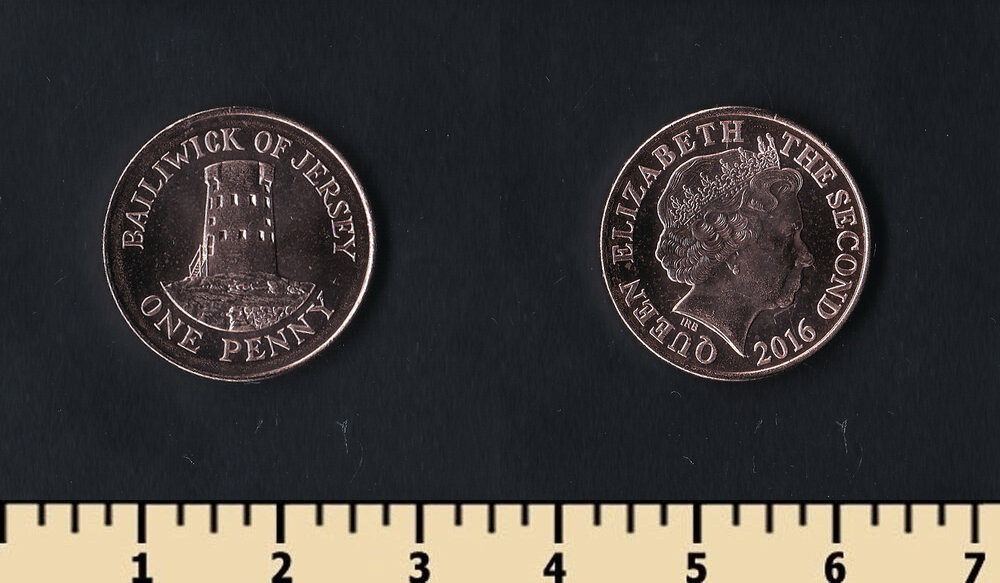 BAILIWICK OF JERSEY
ONE PENNY
QUEEN ELIZABETH THE SECOND
2016
IRB
1 2 3 4 5 6 7